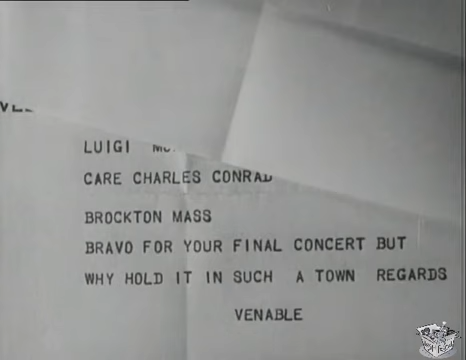 LUIGI
CARE CHARLES CONRAD
BROCKTON MASS
BRAVO FOR YOUR FINAL CONCERT BUT
WHY HOLD IT IN SUCH A TOWN REGARDS
VENABLE